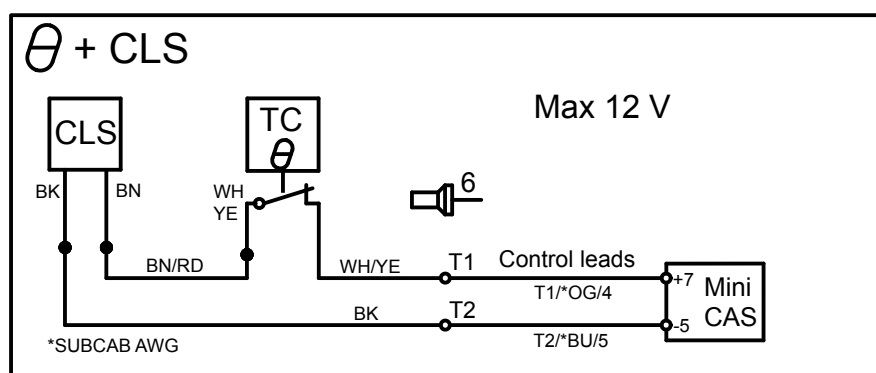 θ + CLS
Max 12 V
CLS
TC
θ
BK
BN
WH
YE
6
BN/RD
WH/YE
T1
Control leads
T1/*OG/4
+7
Mini
CAS
BK
T2
T2/*BU/5
-5
*SUBCAB AWG